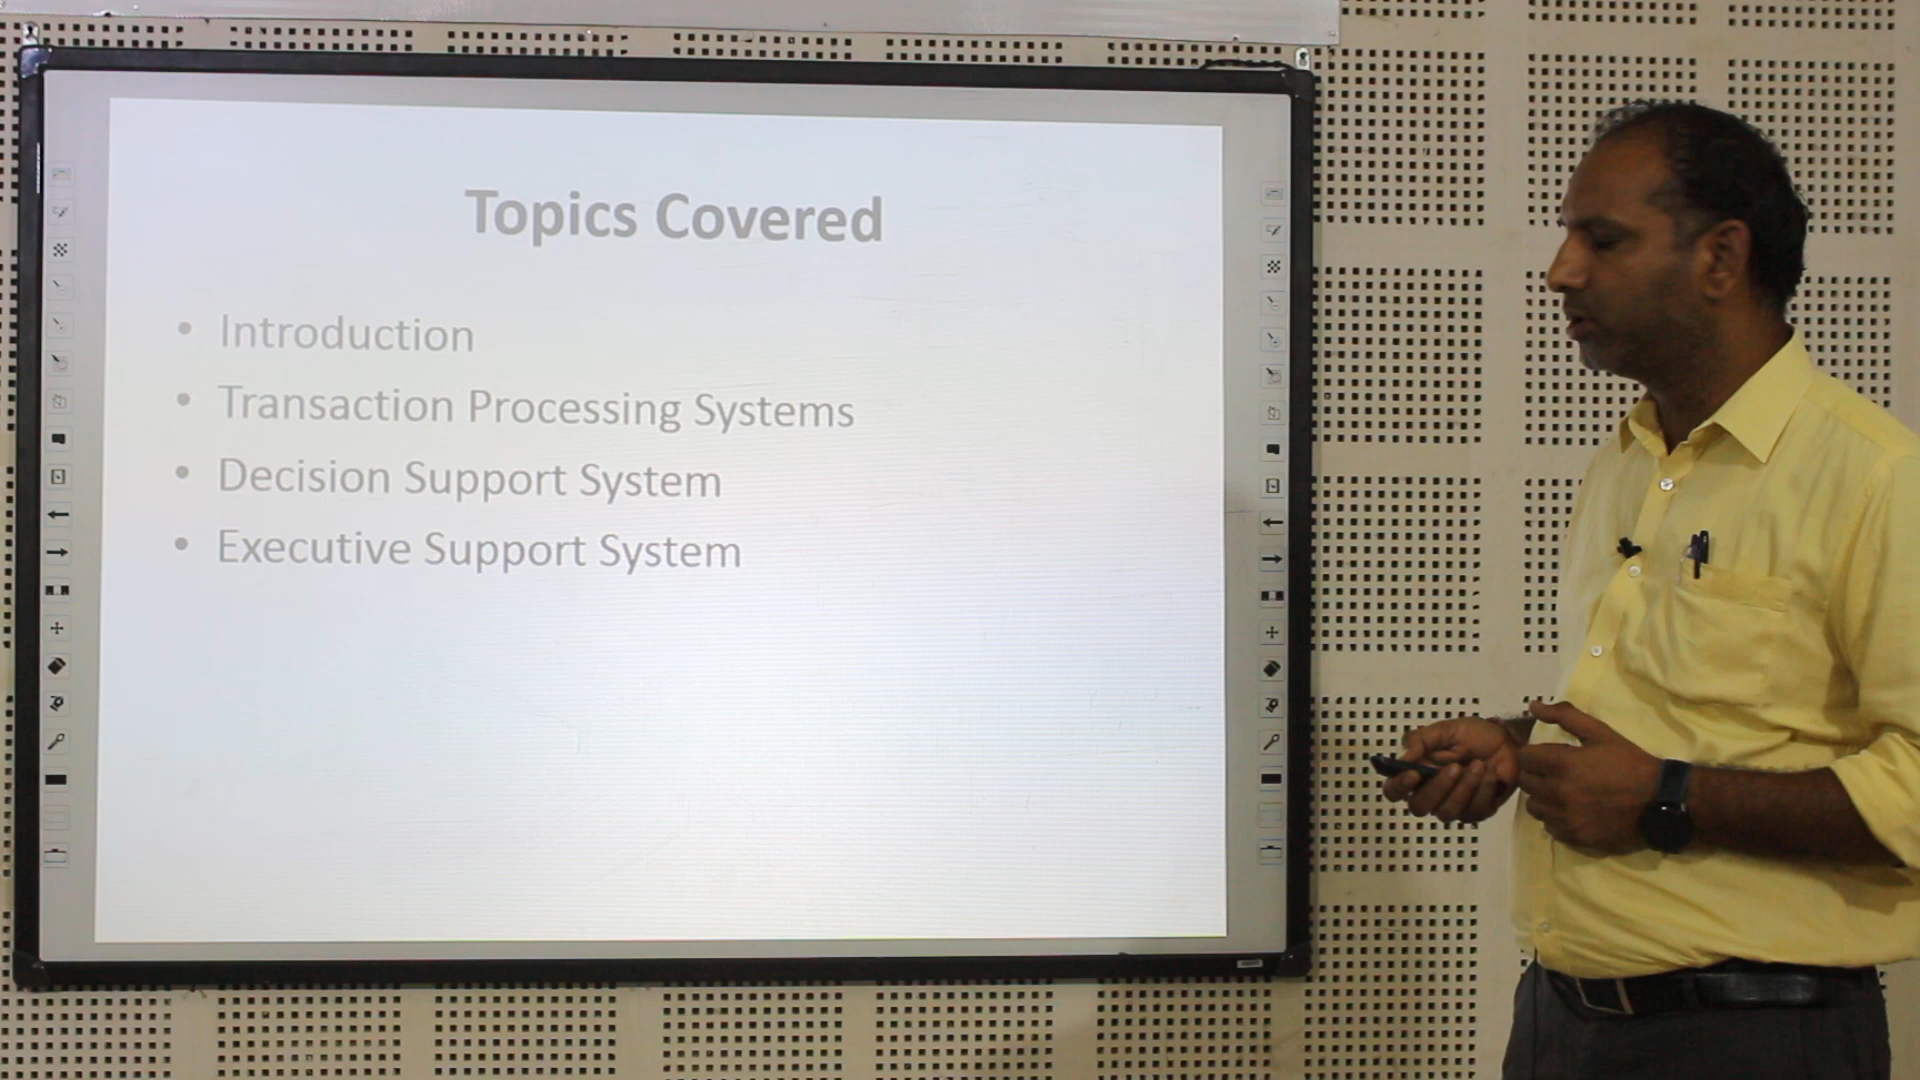 Topics Covered
• Introduction
• Transaction Processing Systems
• Decision Support System
• Executive Support System